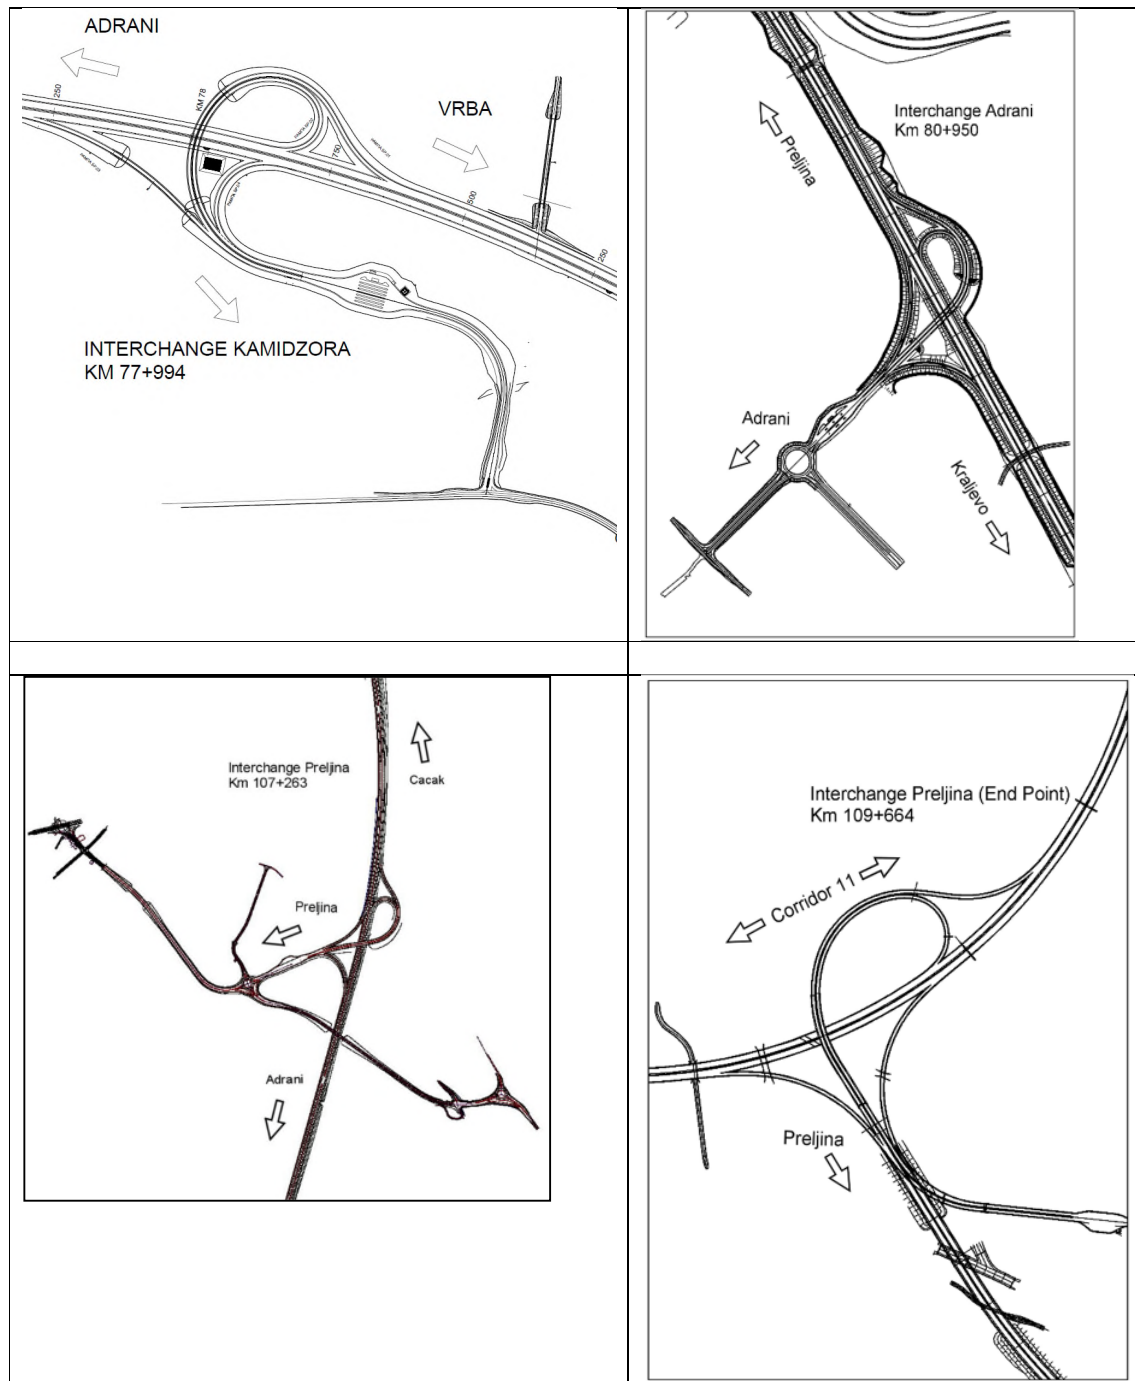 ADRANI
VRBA
250
KM 78
750
500
250
INTERCHANGE KAMIDZORA
KM 77+994
Interchange Adrani
Km 80+950
Preljina
Adrani
Kraljevo
Interchange Preljina
Km 107+263
Cacak
Preljina
Adrani
Interchange Preljina (End Point)
Km 109+664
Corridor 11
Preljina